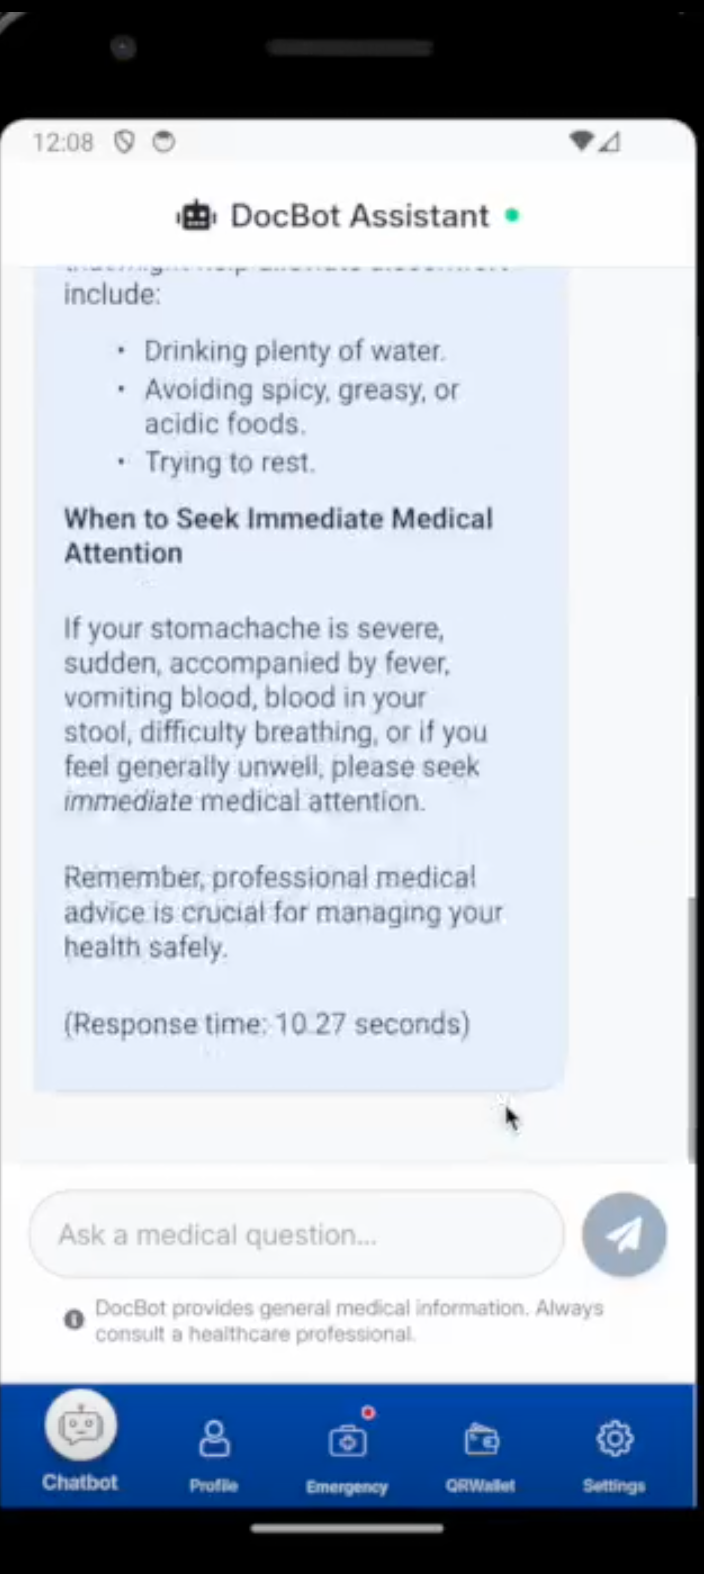 12:08
DocBot Assistant
include:
• Drinking plenty of water.
• Avoiding spicy, greasy, or
acidic foods.
• Trying to rest.
When to Seek Immediate Medical
Attention
If your stomachache is severe,
sudden, accompanied by fever,
vomiting blood, blood in your
stool, difficulty breathing, or if you
feel generally unwell, please seek
immediate medical attention.
Remember, professional medical
advice is crucial for managing your
health safely.
(Response time: 10.27 seconds)
Ask a medical question...
DocBot provides general medical information. Always
consult a healthcare professional.
Chatbot
Profile
Emergency
QRWallet
Settings